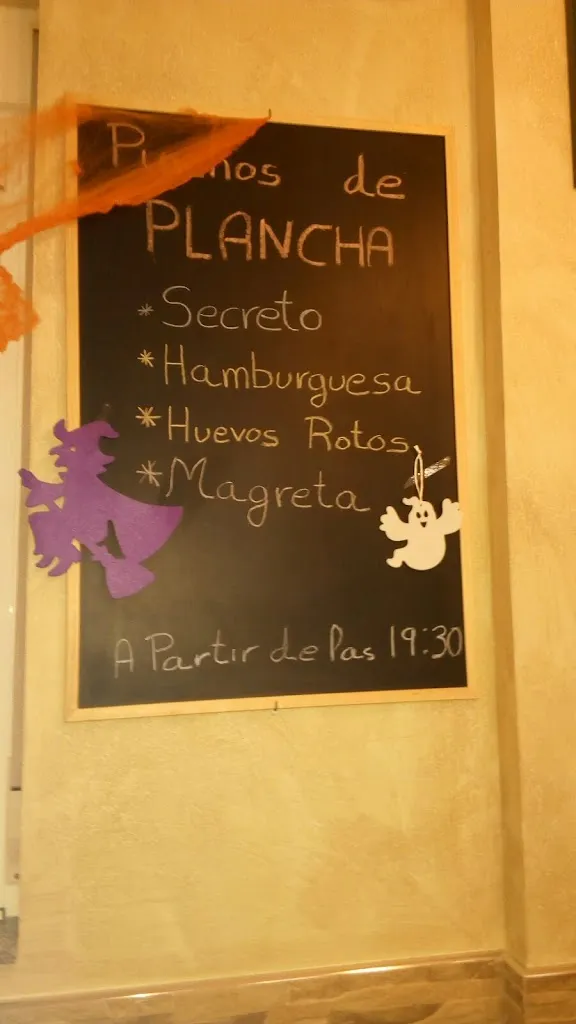 de
PLANCHA
* Secreto
* Hamburguesa
* Huevos Rotos
* Magreta
A Partir de las 19:30